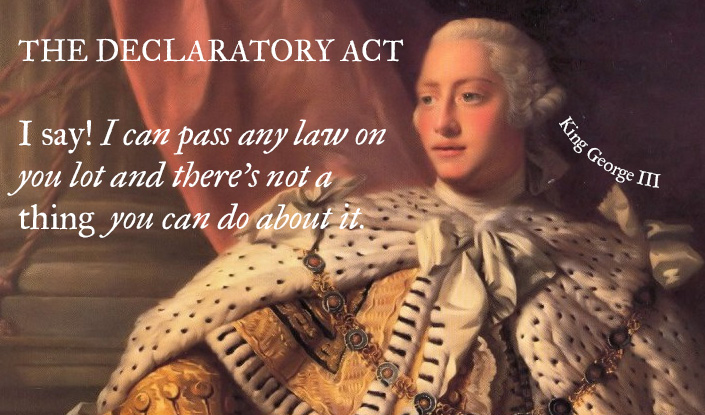 THE DECLARATORY ACT
I say! I can pass any law on
you lot and there's not a
thing you can do about it.
King George III